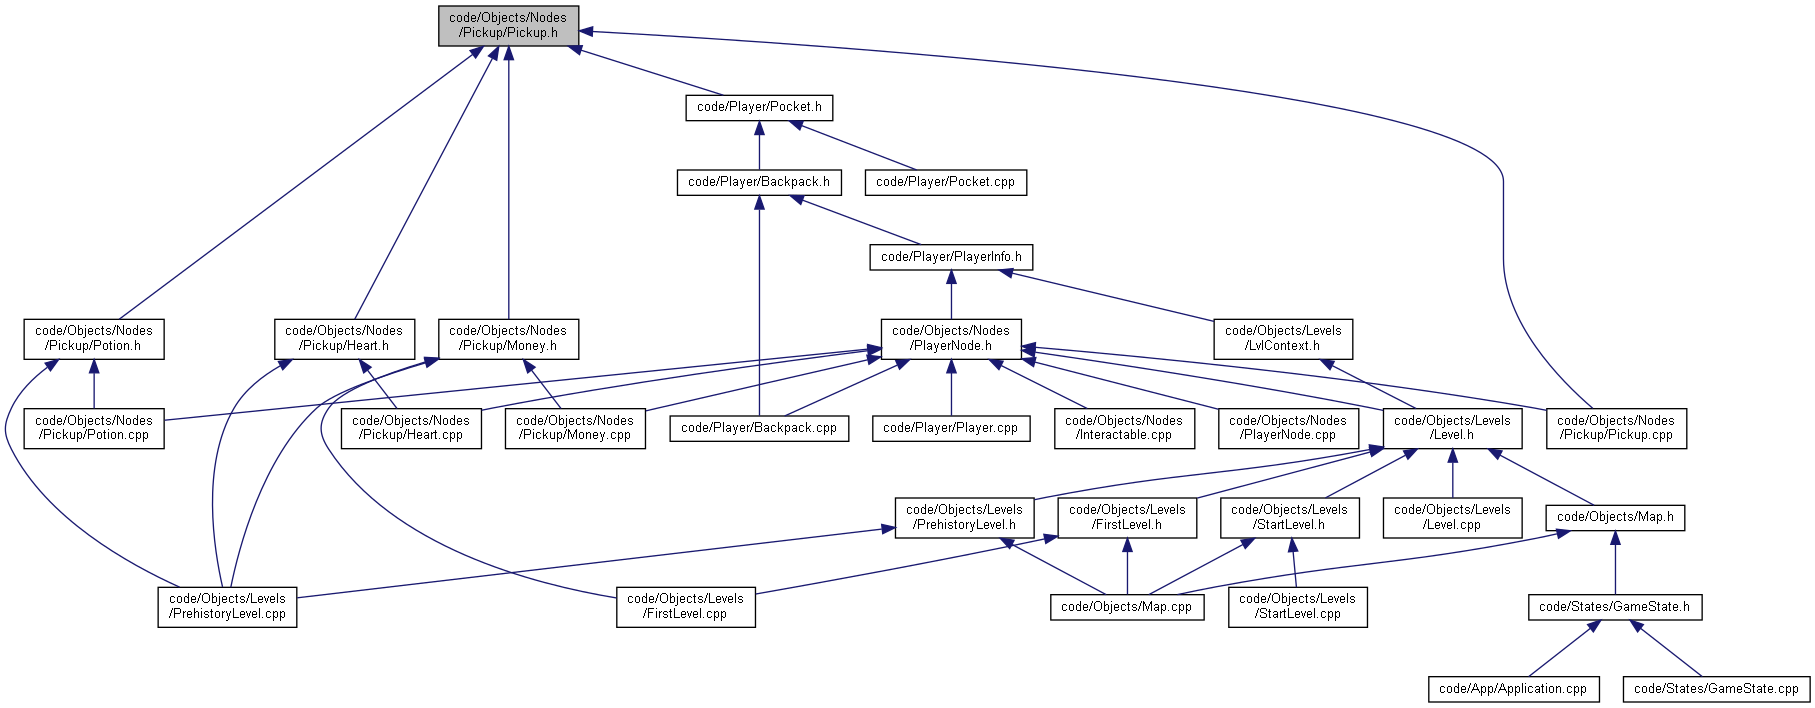 code/Objects/Nodes
/Pickup/Pickup.h
code/Player/Pocket.h
code/Player/Backpack.h
code/Player/Pocket.cpp
code/Player/PlayerInfo.h
code/Objects/Nodes
/Pickup/Potion.h
code/Objects/Nodes
/Pickup/Heart.h
code/Objects/Nodes
/Pickup/Money.h
code/Objects/Nodes
/PlayerNode.h
code/Objects/Levels
/LvlContext.h
code/Objects/Nodes
/Pickup/Potion.cpp
code/Objects/Nodes
/Pickup/Heart.cpp
code/Objects/Nodes
/Pickup/Money.cpp
code/Player/Backpack.cpp
code/Player/Player.cpp
code/Objects/Nodes
/Interactable.cpp
code/Objects/Nodes
/PlayerNode.cpp
code/Objects/Levels
/Level.h
code/Objects/Nodes
/Pickup/Pickup.cpp
code/Objects/Levels
/PrehistoryLevel.h
code/Objects/Levels
/FirstLevel.h
code/Objects/Levels
/StartLevel.h
code/Objects/Levels
/Level.cpp
code/Objects/Map.h
code/Objects/Levels
/PrehistoryLevel.cpp
code/Objects/Levels
/FirstLevel.cpp
code/Objects/Map.cpp
code/Objects/Levels
/StartLevel.cpp
code/States/GameState.h
code/App/Application.cpp
code/States/GameState.cpp